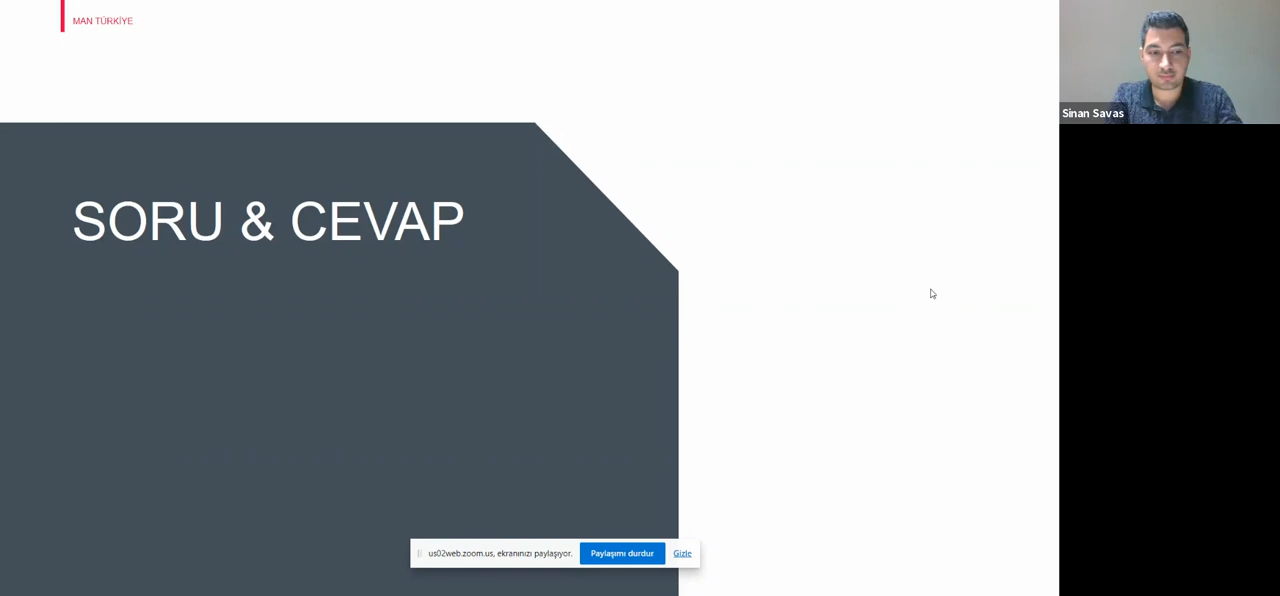 MAN TÜRKİYE
Sinan Savas
SORU & CEVAP
us02web.zoom.us, ekranınızı paylaşıyor.
Paylaşımı durdur
Gizle